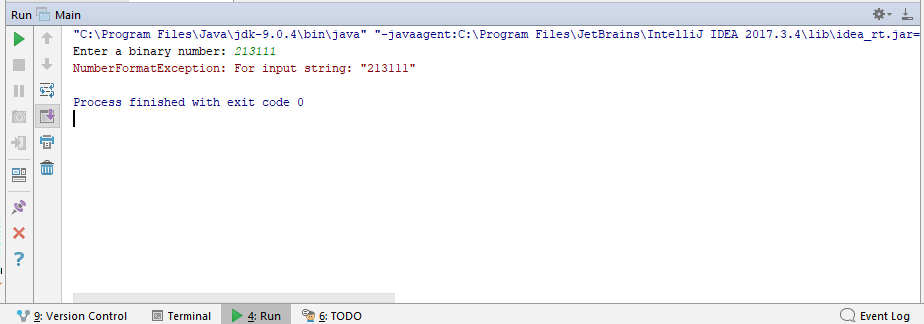 Run Main
"C:\Program Files\Java\jdk-9.0.4\bin\java" "-javaagent:C:\Program Files\JetBrains\IntelliJ IDEA 2017.3.4\lib\idea_rt.jar=
Enter a binary number: 213111
NumberFormatException: For input string: "213111"
Process finished with exit code 0
9: Version Control Terminal 4: Run 6: TODO Event Log